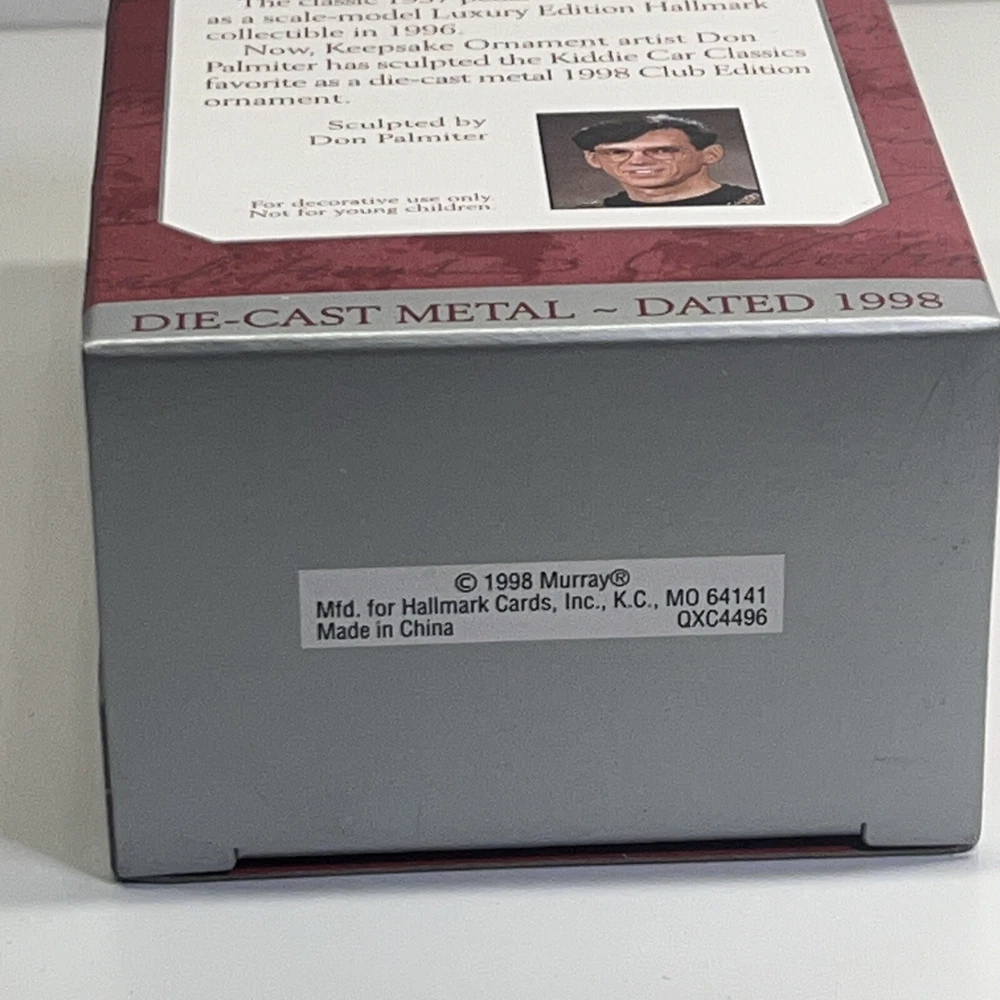 The classic 1937
as a scale-model Luxury Edition Hallmark
collectible in 1996.
Now, Keepsake Ornament artist Don
Palmiter has sculpted the Kiddie Car Classics
favorite as a die-cast metal 1998 Club Edition
ornament.
Sculpted by
Don Palmiter
For decorative use only.
Not for young children.
DIE-CAST METAL ~ DATED 1998
© 1998 Murray®
Mfd. for Hallmark Cards, Inc., K.C., MO 64141
Made in China QXC4496